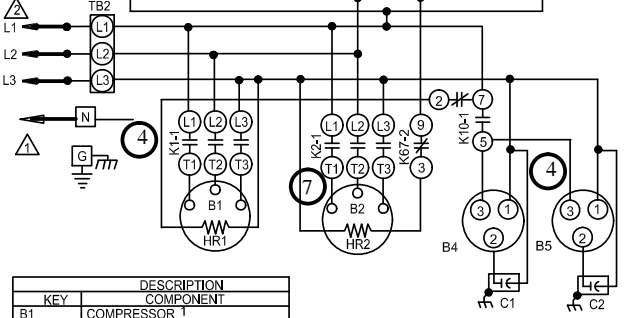 2
TB2
L1 L1
L2 L2
L3 L3
N
1
G
4
K1-1
L1 L2 L3
T1 T2 T3
B1
HR1
7
K2-1
L1 L2 L3
T1 T2 T3
B2
HR2
9
K67-2
3
2 7
K10-1
5
4
3 1
2
B4
C1
3 1
2
B5
C2
DESCRIPTION
KEY COMPONENT
B1 COMPRESSOR 1